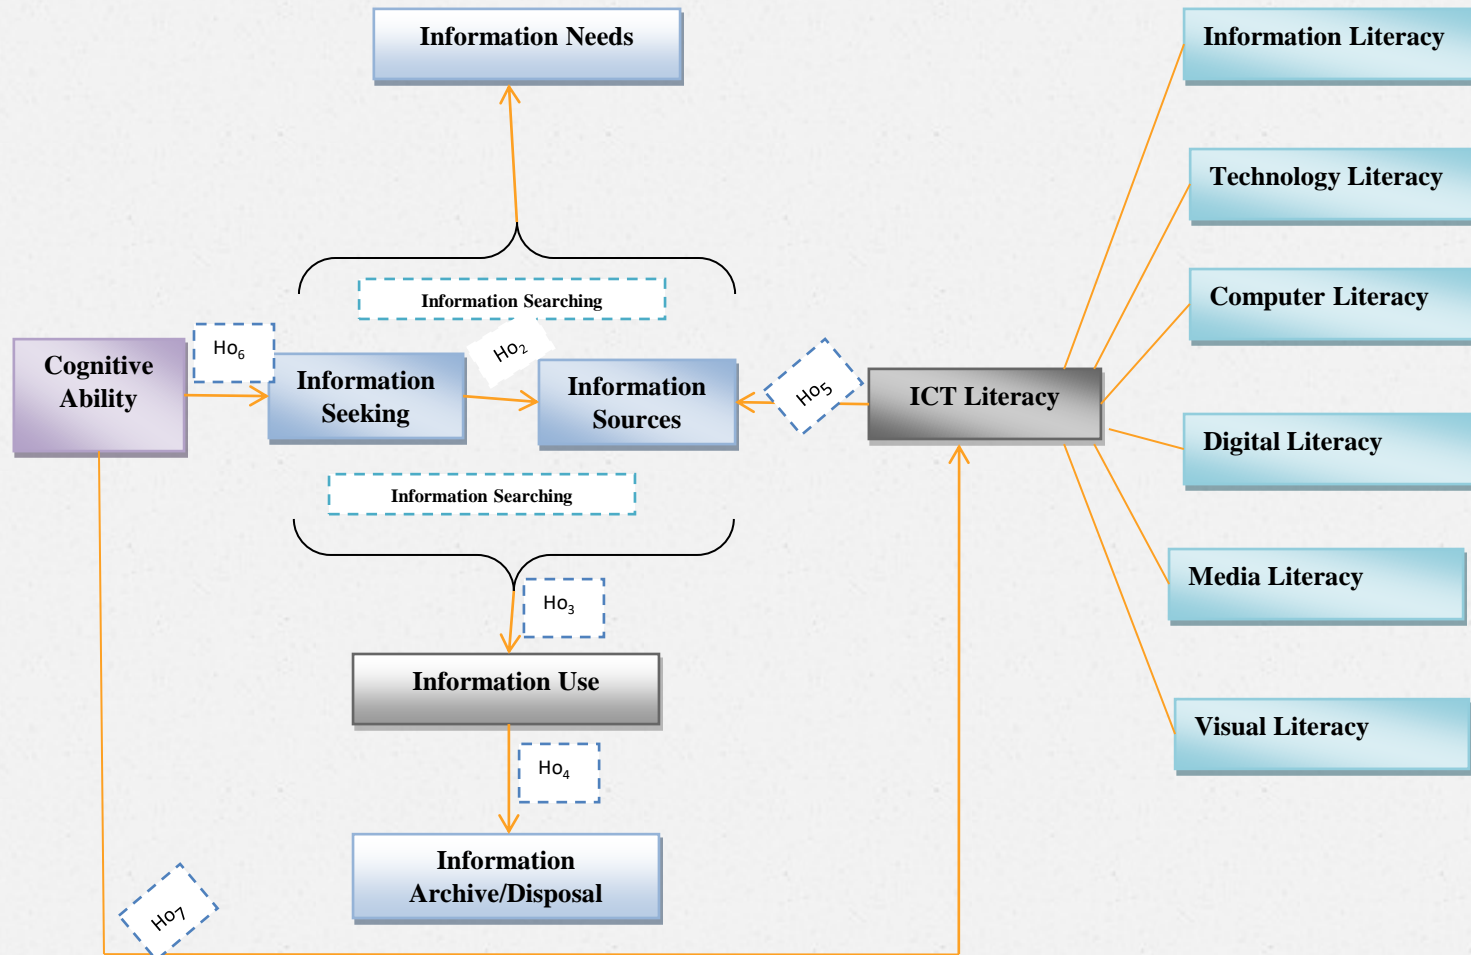 Information Needs
Information Literacy
Technology Literacy
Information Searching
Computer Literacy
Ho6
Ho2
Cognitive
Ability
Information
Seeking
Information
Sources
Ho5
ICT Literacy
Digital Literacy
Information Searching
Media Literacy
Ho3
Information Use
Visual Literacy
Ho4
Information
Archive/Disposal
Ho7